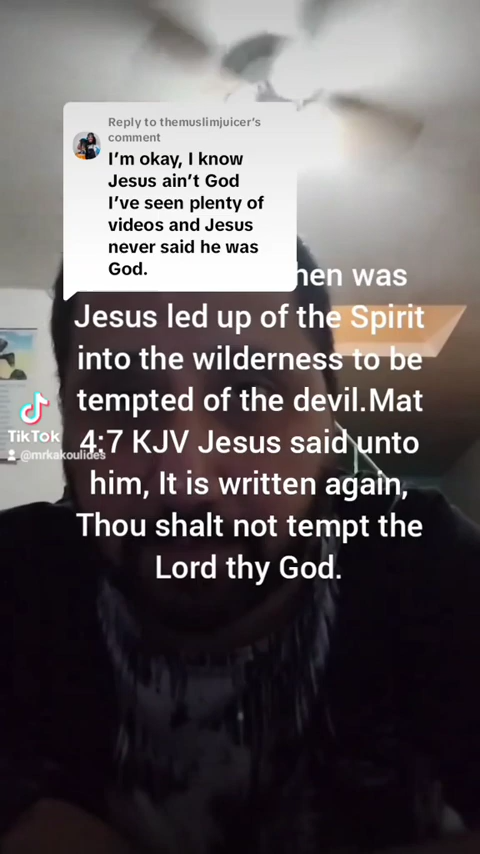 Reply to themuslimjuicer's
comment
I'm okay, I know
Jesus ain't God
I've seen plenty of
videos and Jesus
never said he was
God.
hen was
Jesus led up of the Spirit
into the wilderness to be
tempted of the devil.Mat
4:7 KJV Jesus said unto
him, It is written again,
Thou shalt not tempt the
Lord thy God.
TikTok
@mrkakoulides